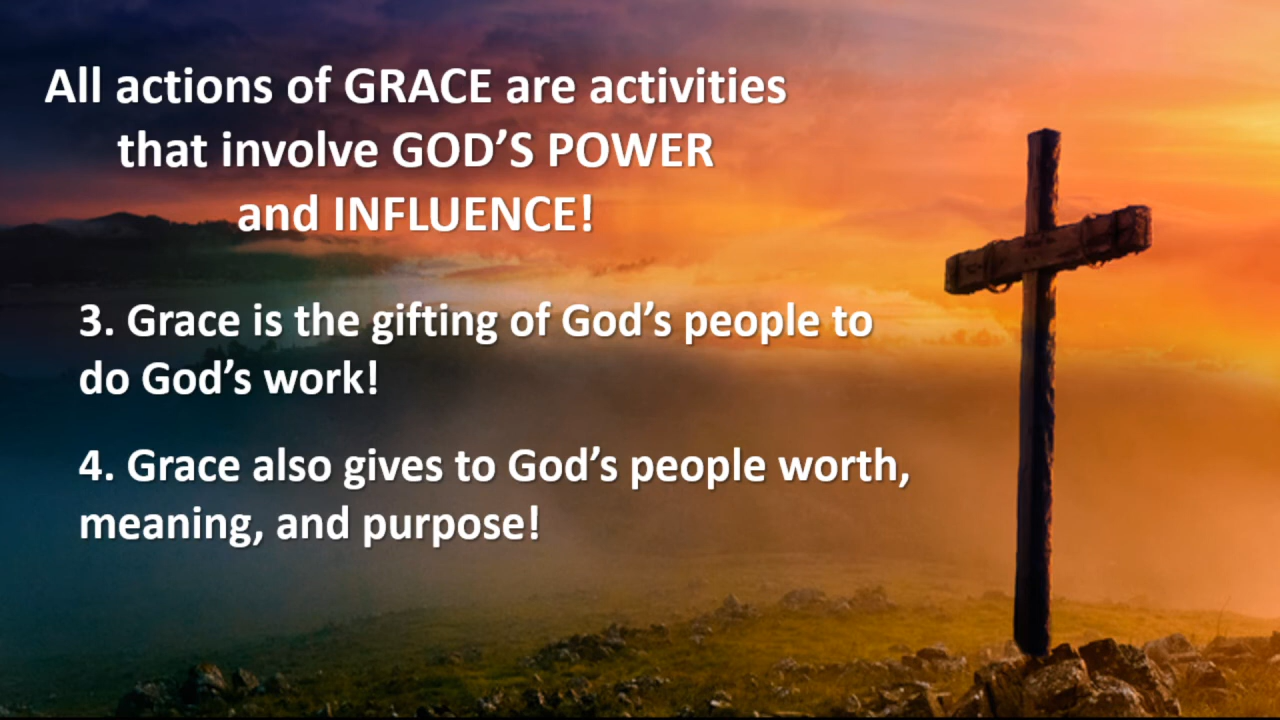 All actions of GRACE are activities
that involve GOD’S POWER
and INFLUENCE!
3. Grace is the gifting of God’s people to
do God’s work!
4. Grace also gives to God’s people worth,
meaning, and purpose!